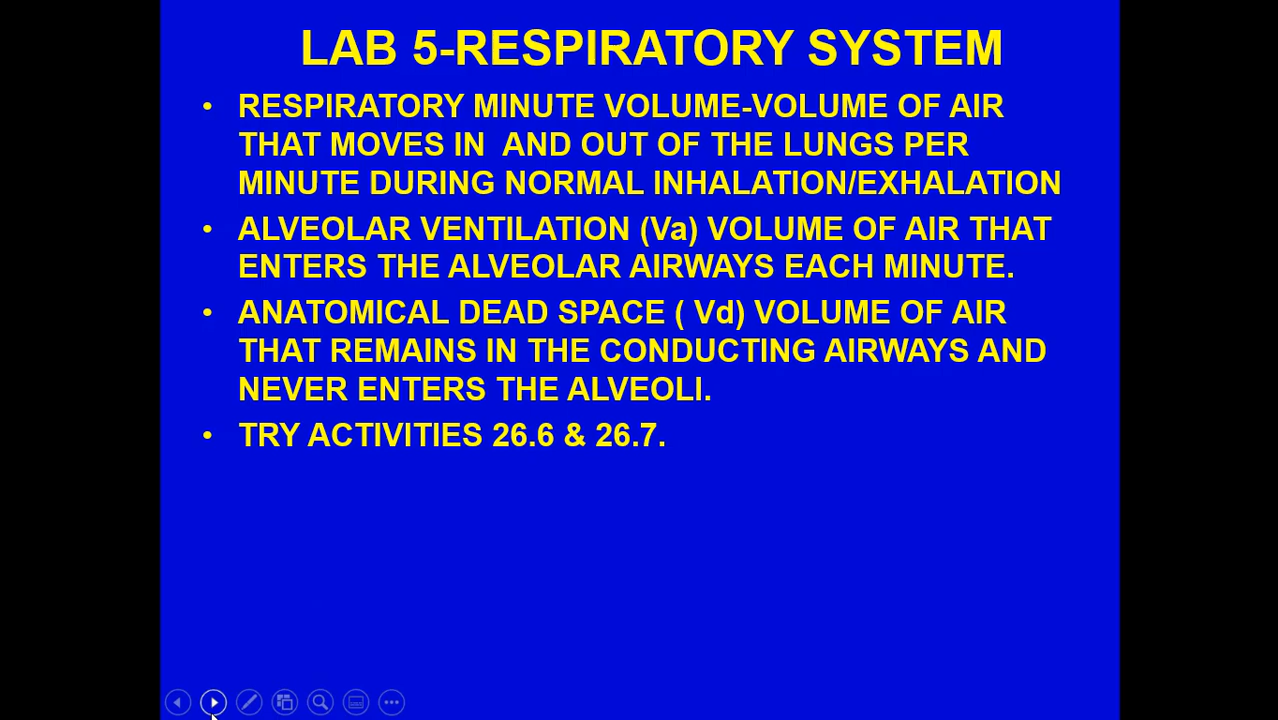 LAB 5-RESPIRATORY SYSTEM
• RESPIRATORY MINUTE VOLUME-VOLUME OF AIR
THAT MOVES IN  AND OUT OF THE LUNGS PER
MINUTE DURING NORMAL INHALATION/EXHALATION
• ALVEOLAR VENTILATION (Va) VOLUME OF AIR THAT
ENTERS THE ALVEOLAR AIRWAYS EACH MINUTE.
• ANATOMICAL DEAD SPACE ( Vd) VOLUME OF AIR
THAT REMAINS IN THE CONDUCTING AIRWAYS AND
NEVER ENTERS THE ALVEOLI.
• TRY ACTIVITIES 26.6 & 26.7.